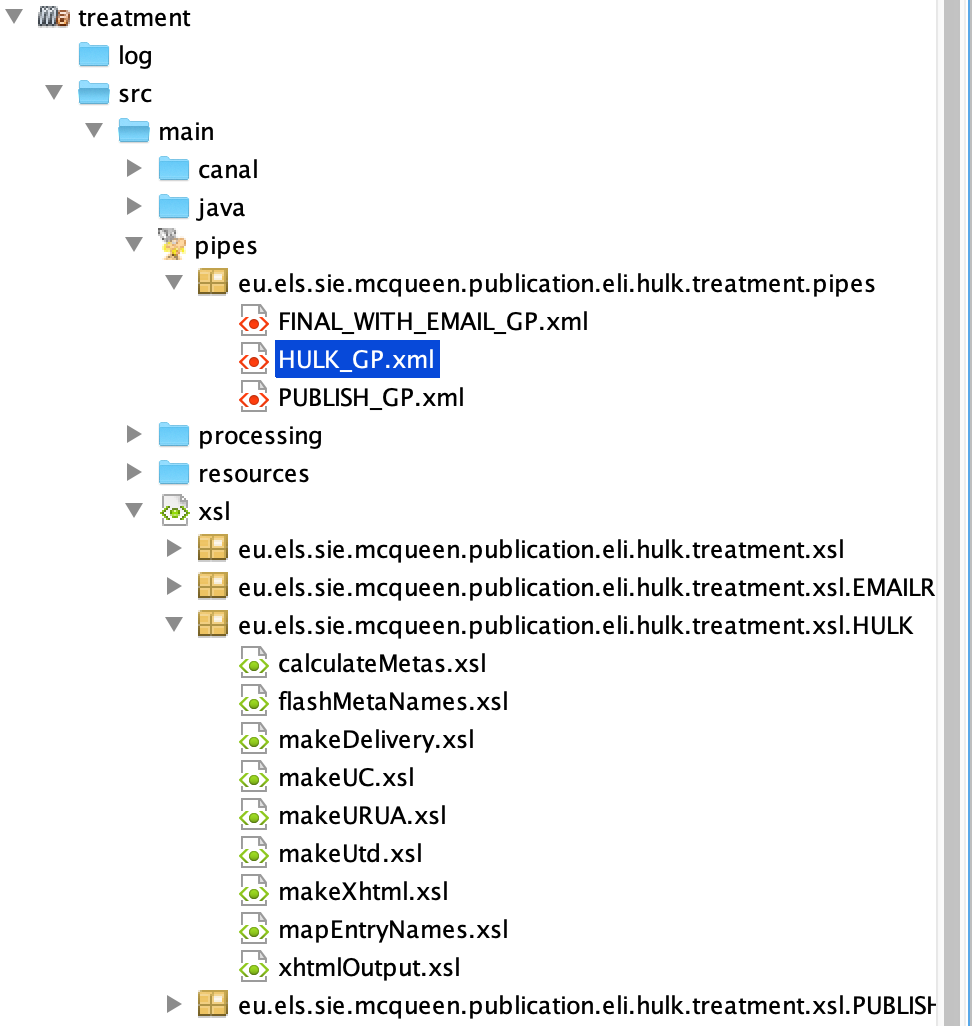 treatment
log
src
main
canal
java
pipes
eu.els.sie.mcqueen.publication.eli.hulk.treatment.pipes
FINAL_WITH_EMAIL_GP.xml
HULK_GP.xml
PUBLISH_GP.xml
processing
resources
xsl
eu.els.sie.mcqueen.publication.eli.hulk.treatment.xsl
eu.els.sie.mcqueen.publication.eli.hulk.treatment.xsl.EMAILR
eu.els.sie.mcqueen.publication.eli.hulk.treatment.xsl.HULK
calculateMetas.xsl
flashMetaNames.xsl
makeDelivery.xsl
makeUC.xsl
makeURUA.xsl
makeUtd.xsl
makeXhtml.xsl
mapEntryNames.xsl
xhtmlOutput.xsl
eu.els.sie.mcqueen.publication.eli.hulk.treatment.xsl.PUBLISH